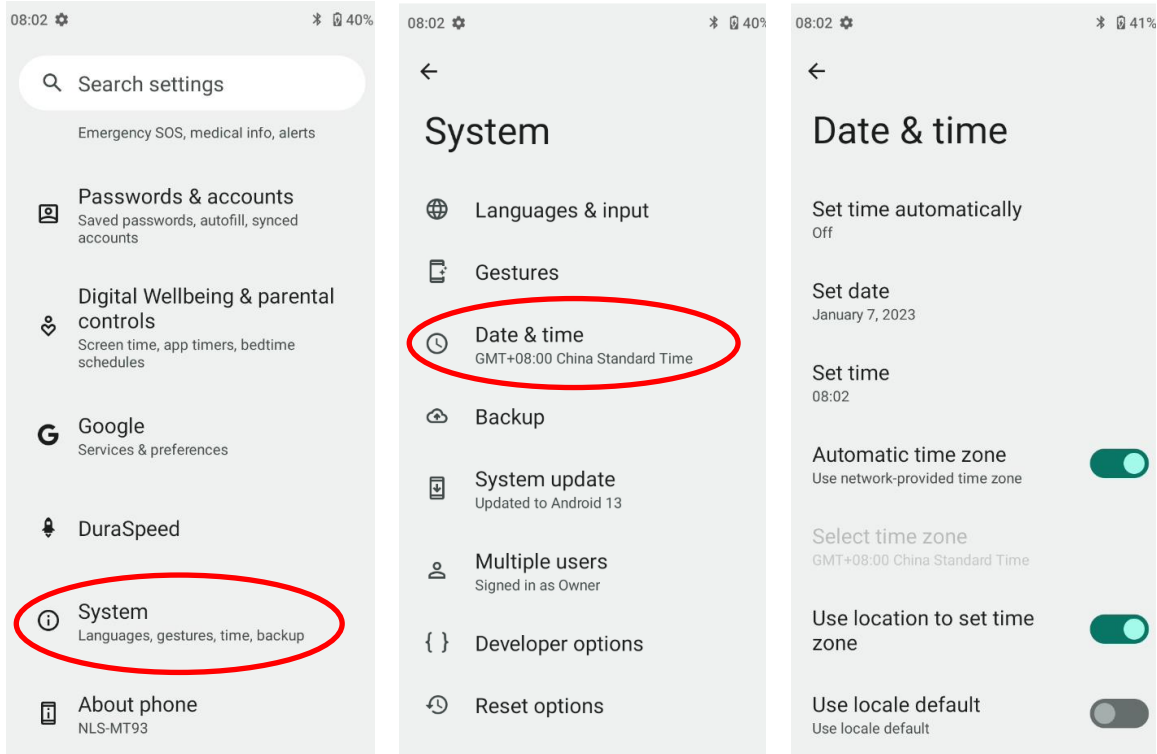 08:02 40%
Search settings
Emergency SOS, medical info, alerts
Passwords & accounts
Saved passwords, autofill, synced
accounts
Digital Wellbeing & parental
controls
Screen time, app timers, bedtime
schedules
Google
Services & preferences
DuraSpeed
System
Languages, gestures, time, backup
About phone
NLS-MT93
08:02 40%
System
Languages & input
Gestures
Date & time
GMT+08:00 China Standard Time
Backup
System update
Updated to Android 13
Multiple users
Signed in as Owner
Developer options
Reset options
08:02 41%
Date & time
Set time automatically
Off
Set date
January 7, 2023
Set time
08:02
Automatic time zone
Use network-provided time zone
Select time zone
GMT+08:00 China Standard Time
Use location to set time
zone
Use locale default
Use locale default